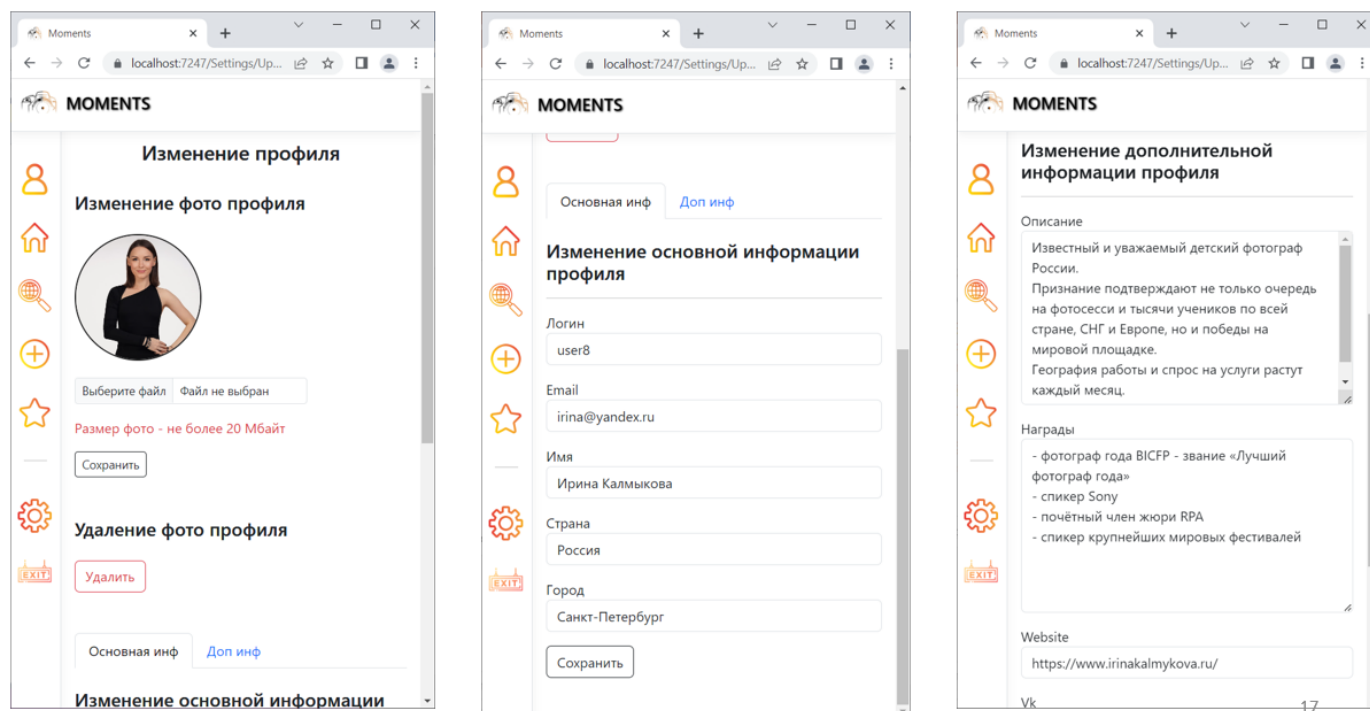 Moments
localhost:7247/Settings/Up...
MOMENTS
Изменение профиля
Изменение фото профиля
Выберите файл Файл не выбран
Размер фото - не более 20 Мбайт
Сохранить
Удаление фото профиля
Удалить
EXIT
Основная инф Доп инф
Изменение основной информации
Moments
localhost:7247/Settings/Up...
MOMENTS
Основная инф Доп инф
Изменение основной информации
профиля
Логин
user8
Email
irina@yandex.ru
Имя
Ирина Калмыкова
Страна
Россия
EXIT
Город
Санкт-Петербург
Сохранить
Moments
localhost:7247/Settings/Up...
MOMENTS
Изменение дополнительной
информации профиля
Описание
Известный и уважаемый детский фотограф
России.
Признание подтверждают не только очередь
на фотосесси и тысячи учеников по всей
стране, СНГ и Европе, но и победы на
мировой площадке.
География работы и спрос на услуги растут
каждый месяц.
Награды
- фотограф года BICFP - звание «Лучший
фотограф года»
- спикер Sony
- почётный член жюри RPA
- спикер крупнейших мировых фестивалей
EXIT
Website
https://www.irinakalmykova.ru/
Vk
17